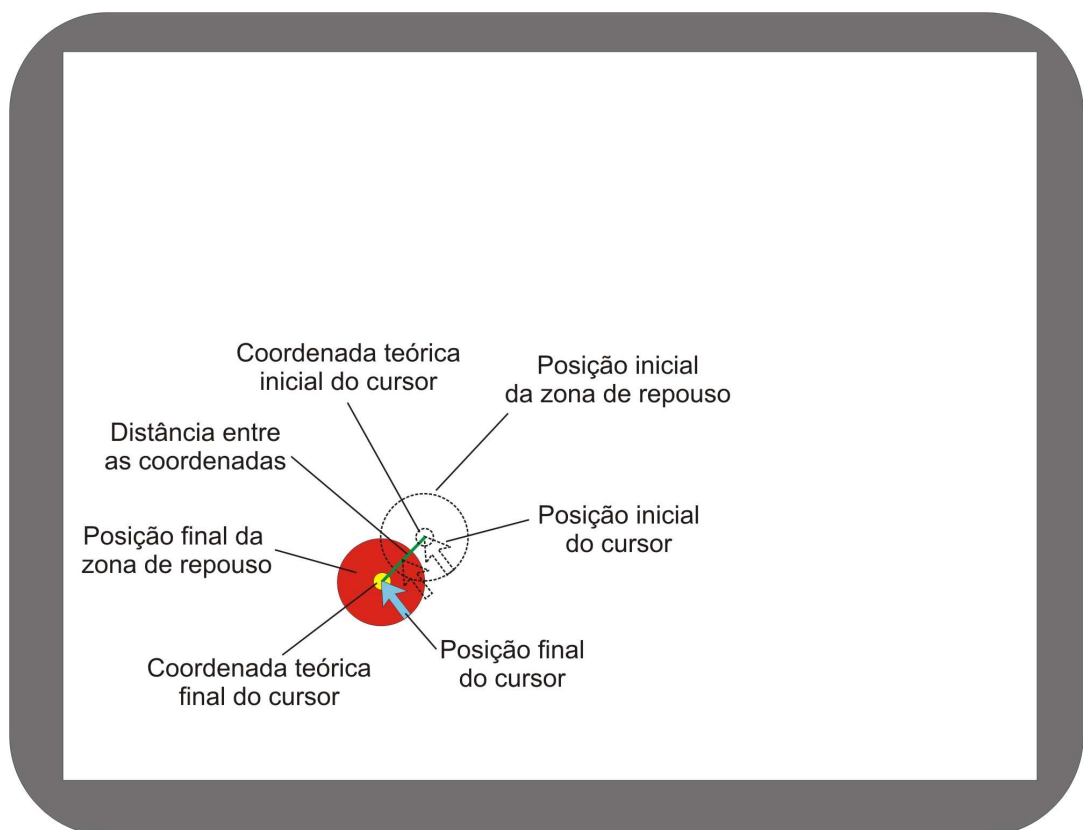 Coordenada teórica
inicial do cursor
Posição inicial
da zona de repouso
Distância entre
as coordenadas
Posição inicial
do cursor
Posição final da
zona de repouso
Posição final
do cursor
Coordenada teórica
final do cursor